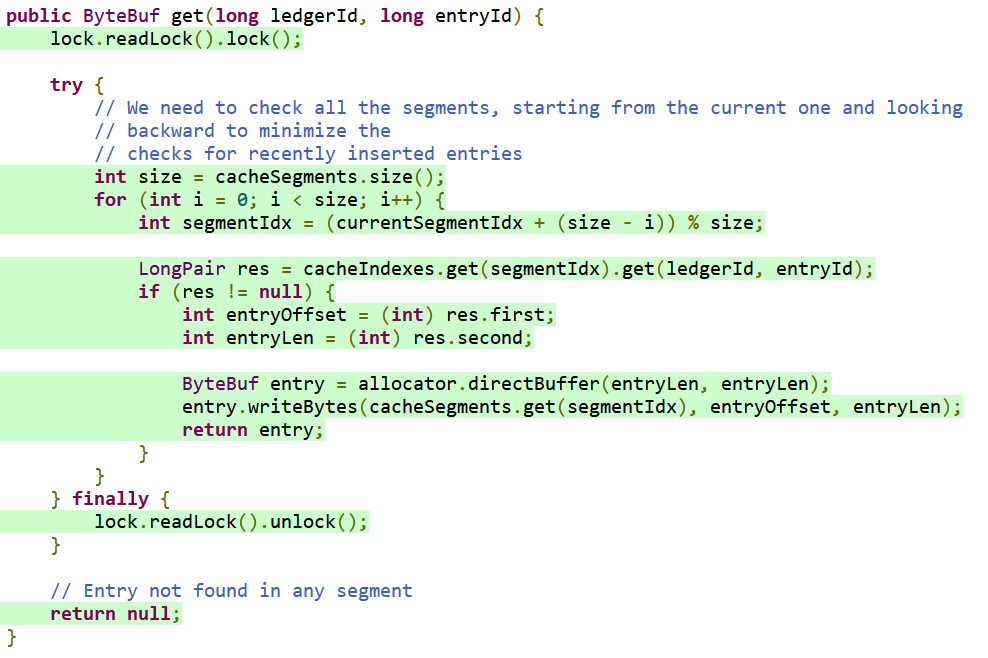 public ByteBuf get(long ledgerId, long entryId) {
    lock.readLock().lock();

    try {
        // We need to check all the segments, starting from the current one and looking
        // backward to minimize the
        // checks for recently inserted entries
        int size = cacheSegments.size();
        for (int i = 0; i < size; i++) {
            int segmentIdx = (currentSegmentIdx + (size - i)) % size;

            LongPair res = cacheIndexes.get(segmentIdx).get(ledgerId, entryId);
            if (res != null) {
                int entryOffset = (int) res.first;
                int entryLen = (int) res.second;

                ByteBuf entry = allocator.directBuffer(entryLen, entryLen);
                entry.writeBytes(cacheSegments.get(segmentIdx), entryOffset, entryLen);
                return entry;
            }
        }
    } finally {
        lock.readLock().unlock();
    }

    // Entry not found in any segment
    return null;
}